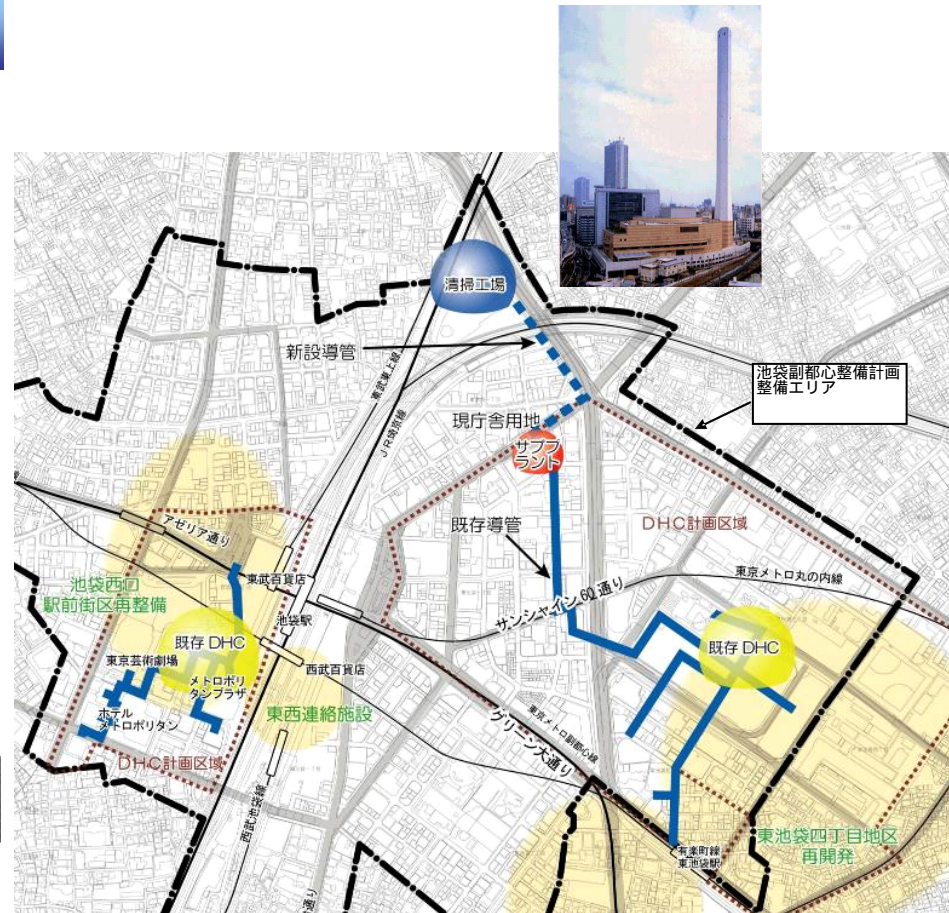 清掃工場
新設導管
東武東上線
JR埼京線
池袋副都心整備計画
整備エリア
現庁舎用地
サブプ
ラント
既存導管
DHC計画区域
アゼリア通り
東武百貨店
池袋西口
駅前街区再整備
池袋駅
サンシャイン60通り
東京メトロ丸の内線
既存DHC
既存DHC
東京芸術劇場
メトロポリ
タンプラザ
西武百貨店
ホテル
メトロポリタン
東西連絡施設
東京メトロ副都心線
グリーン大通り
DHC計画区域
西武池袋線
東池袋四丁目地区
再開発
有楽町線
東池袋駅
通り